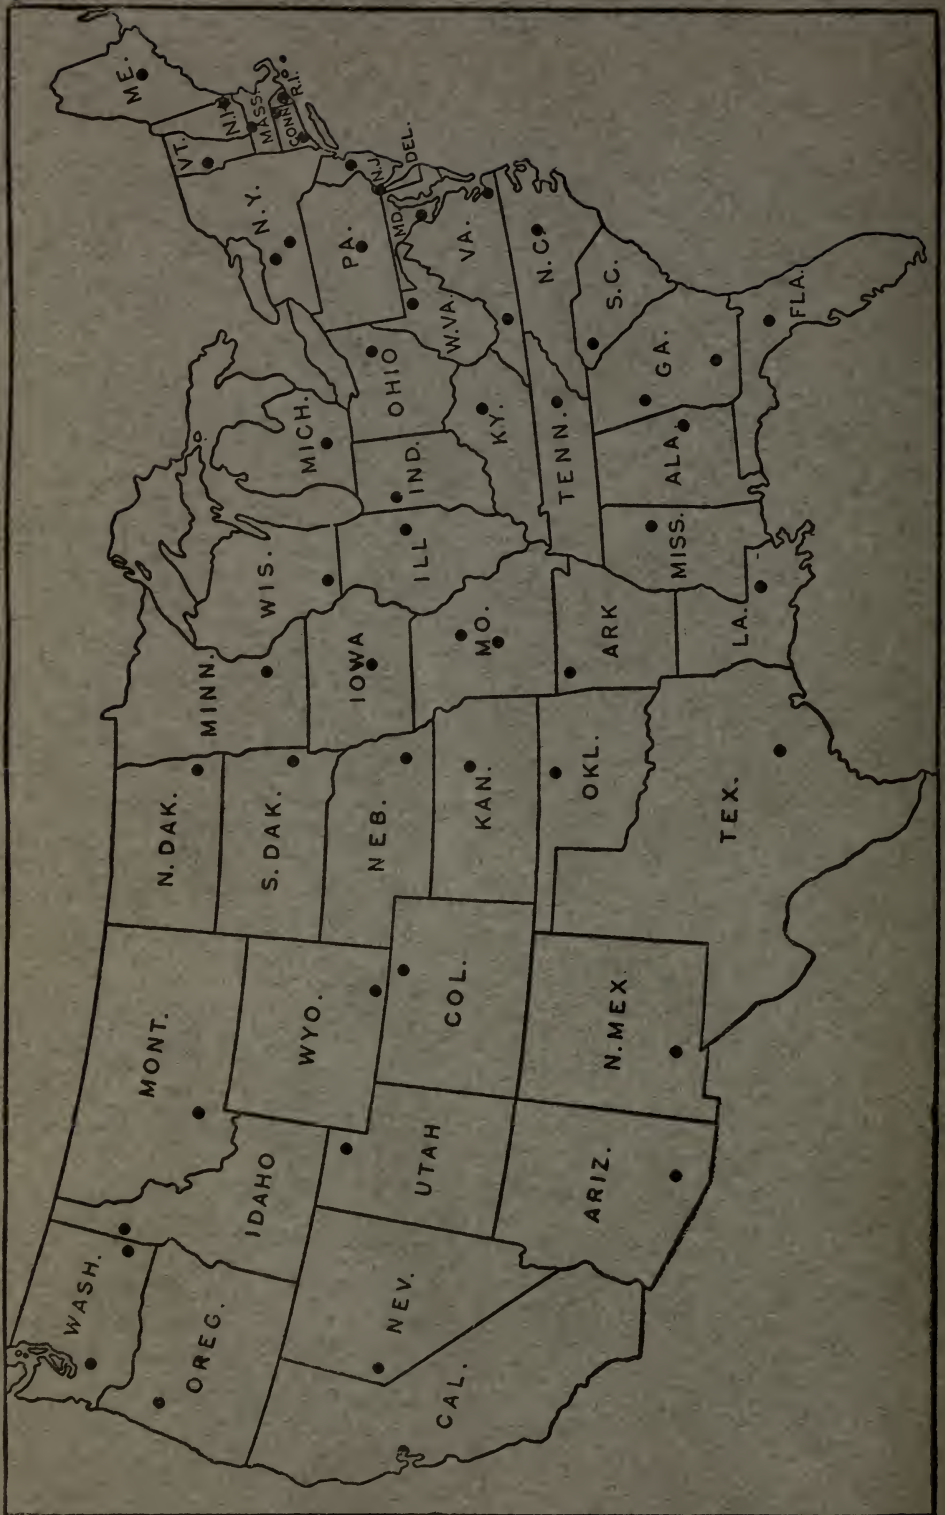 WASH.
OREG.
CAL.
NEV.
IDAHO
MONT.
WYO.
UTAH
ARIZ.
COL.
N.MEX.
N. DAK.
S. DAK.
NEB.
KAN.
OKL.
TEX.
MINN.
IOWA
MO.
ARK
LA.
WIS.
ILL
MICH.
IND.
OHIO
KY.
TENN.
MISS.
ALA.
GA.
FLA.
S.C.
N.C.
VA.
W.VA.
MD.
DEL.
PA.
N.J.
N.Y.
VT.
N.
MASS.
CONN.
R.I.
ME.